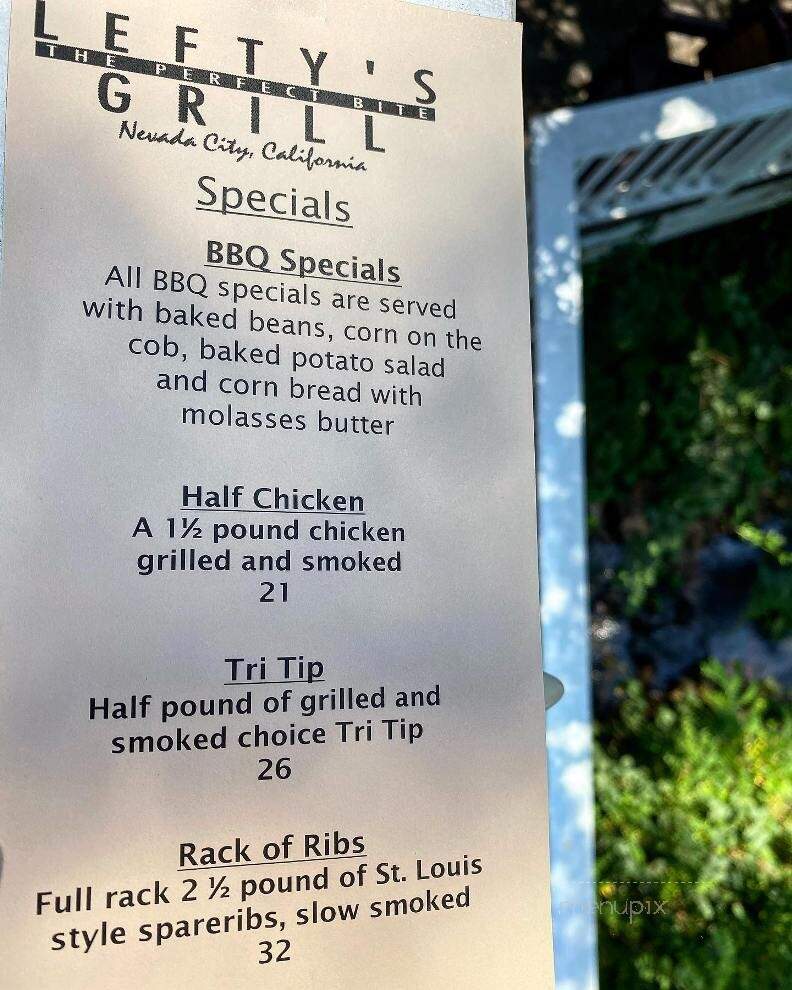 LEFTY'S
THE PERFECT BITE
GRILL
Nevada City, California
Specials
BBQ Specials
All BBQ specials are served
with baked beans, corn on the
cob, baked potato salad
and corn bread with
molasses butter
Half Chicken
A 1½ pound chicken
grilled and smoked
21
Tri Tip
Half pound of grilled and
smoked choice Tri Tip
26
Rack of Ribs
Full rack 2 ½ pound of St. Louis
style spareribs, slow smoked
32
menupix